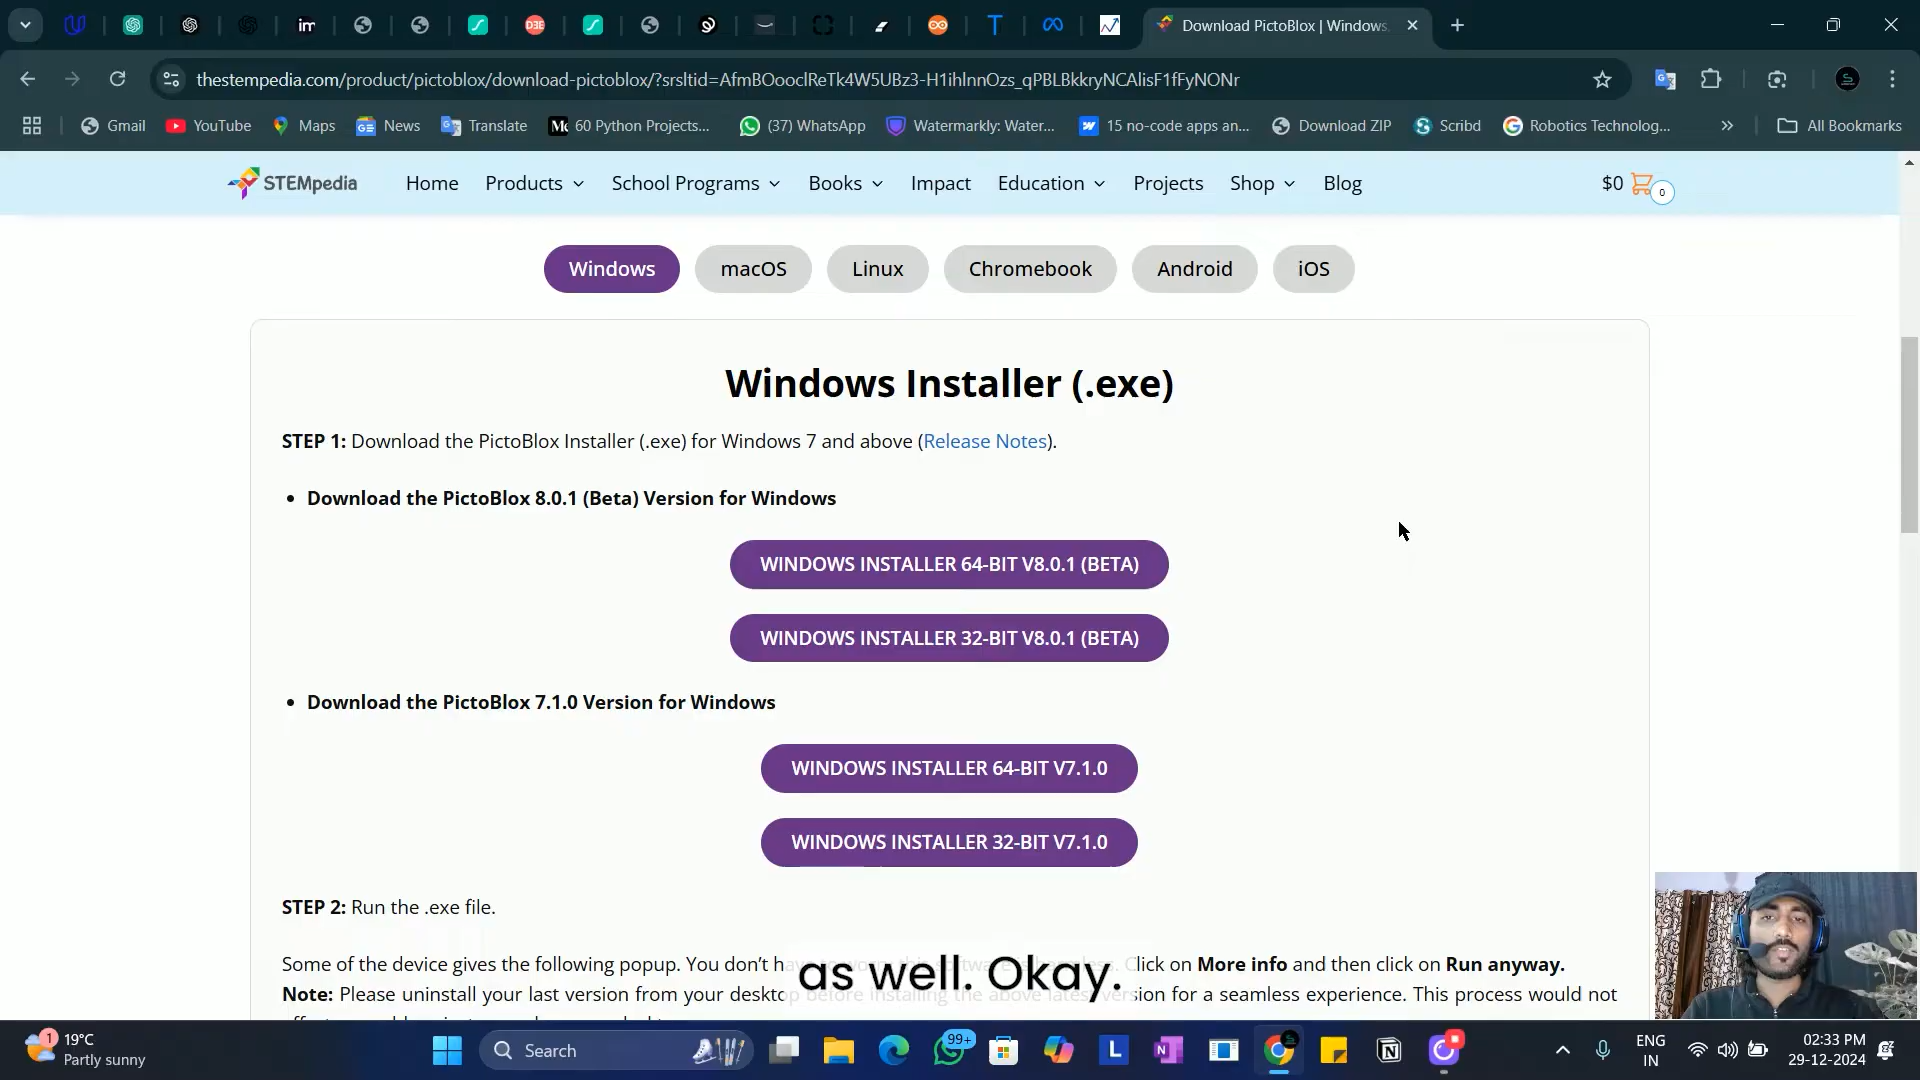 Download PictoBlox | Windows,
thestempedia.com/product/pictoblox/download-pictoblox/?srsltid=AfmBOooclReTk4W5UBz3-H1ihlnnOzs_qPBLBkkryNCAlisF1fFyNONr
Gmail YouTube Maps News Translate 60 Python Projects... (37) WhatsApp Watermarkly: Water... 15 no-code apps an... Download ZIP Scribd Robotics Technolog... All Bookmarks
STEMpedia Home Products School Programs Books Impact Education Projects Shop Blog $0 0
Windows macOS Linux Chromebook Android iOS
Windows Installer (.exe)
STEP 1: Download the PictoBlox Installer (.exe) for Windows 7 and above (Release Notes).
• Download the PictoBlox 8.0.1 (Beta) Version for Windows
WINDOWS INSTALLER 64-BIT V8.0.1 (BETA)
WINDOWS INSTALLER 32-BIT V8.0.1 (BETA)
• Download the PictoBlox 7.1.0 Version for Windows
WINDOWS INSTALLER 64-BIT V7.1.0
WINDOWS INSTALLER 32-BIT V7.1.0
STEP 2: Run the .exe file.
Some of the device gives the following popup. You don't Click on More info and then click on Run anyway.
as well. Okay.
Note: Please uninstall your last version from your desktop before installing the above latest version for a seamless experience. This process would not
1 19°C
Partly sunny
Search
99+
ENG
IN
02:33 PM
29-12-2024